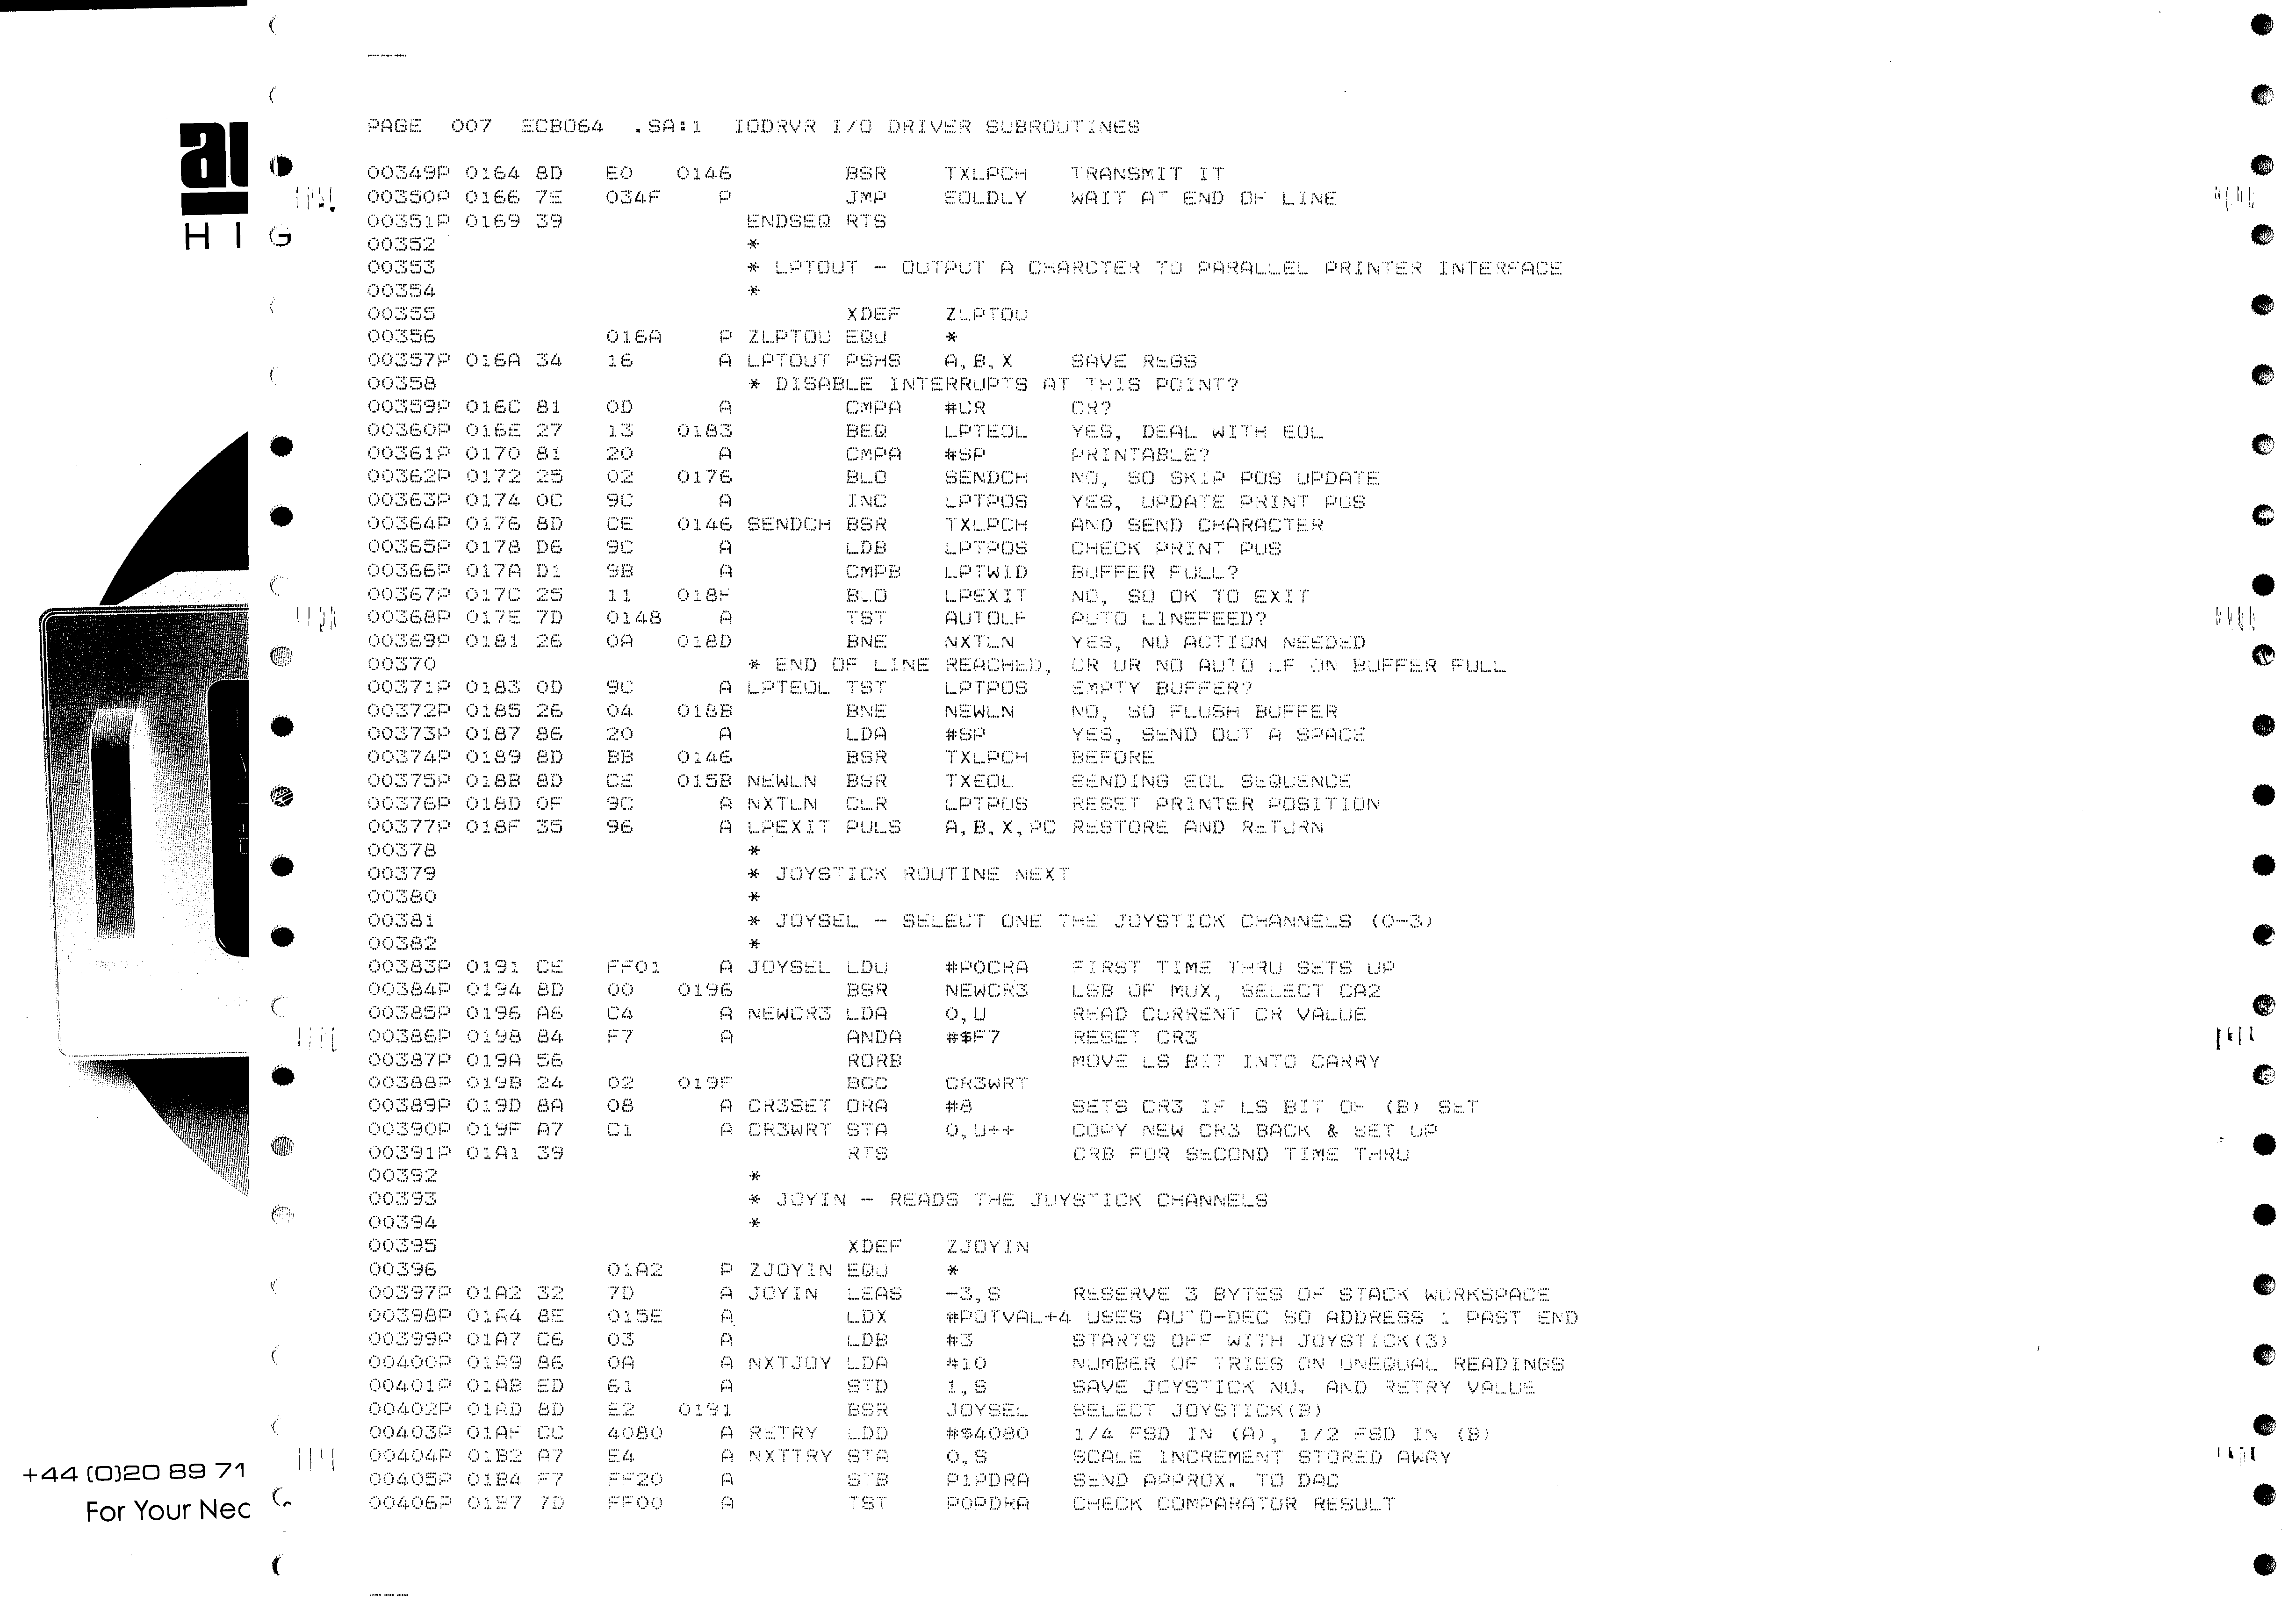 PAGE  007  ECB064  .SA:1  IODRVR I/O DRIVER SUBROUTINES
00349P 0164 8D   E0   0146        BSR    TXLPCH   TRANSMIT IT
00350P 0166 7E   034F    P        JMP    EOLDLY   WAIT AT END OF LINE
00351P 0169 39             ENDSEQ RTS
00352                      *
00353                      * LPTOUT - OUTPUT A CHARCTER TO PARALLEL PRINTER INTERFACE
00354                      *
00355                             XDEF   ZLPTOU
00356            016A    P ZLPTOU EQU    *
00357P 016A 34   16      A LPTOUT PSHS   A,B,X    SAVE REGS
00358                      * DISABLE INTERRUPTS AT THIS POINT?
00359P 016C 81   0D      A        CMPA   #CR      CR?
00360P 016E 27   13   0183        BEQ    LPTEOL   YES, DEAL WITH EOL
00361P 0170 81   20      A        CMPA   #SP      PRINTABLE?
00362P 0172 25   02   0176        BLO    SENDCH   NO, SO SKIP POS UPDATE
00363P 0174 0C   9C      A        INC    LPTPOS   YES, UPDATE PRINT POS
00364P 0176 8D   CE   0146 SENDCH BSR    TXLPCH   AND SEND CHARACTER
00365P 0178 D6   9C      A        LDB    LPTPOS   CHECK PRINT POS
00366P 017A D1   9B      A        CMPB   LPTWID   BUFFER FULL?
00367P 017C 25   11   018F        BLO    LPEXIT   NO, SO OK TO EXIT
00368P 017E 7D   0148    A        TST    AUTOLF   AUTO LINEFEED?
00369P 0181 26   0A   018D        BNE    NXTLN    YES, NO ACTION NEEDED
00370                      * END OF LINE REACHED, CR OR NO AUTO LF ON BUFFER FULL
00371P 0183 0D   9C      A LPTEOL TST    LPTPOS   EMPTY BUFFER?
00372P 0185 26   04   018B        BNE    NEWLN    NO, SO FLUSH BUFFER
00373P 0187 86   20      A        LDA    #SP      YES, SEND OUT A SPACE
00374P 0189 8D   BB   0146        BSR    TXLPCH   BEFORE
00375P 018B 8D   CE   015B NEWLN  BSR    TXEOL    SENDING EOL SEQUENCE
00376P 018D 0F   9C      A NXTLN  CLR    LPTPOS   RESET PRINTER POSITION
00377P 018F 35   96      A LPEXIT PULS   A,B,X,PC RESTORE AND RETURN
00378                      *
00379                      * JOYSTICK ROUTINE NEXT
00380                      *
00381                      * JOYSEL - SELECT ONE THE JOYSTICK CHANNELS (0-3)
00382                      *
00383P 0191 CE   FF01    A JOYSEL LDU    #P0CRA   FIRST TIME THRU SETS UP
00384P 0194 8D   00   0196        BSR    NEWCR3   LSB OF MUX, SELECT CA2
00385P 0196 A6   C4      A NEWCR3 LDA    0,U      READ CURRENT CR VALUE
00386P 0198 84   F7      A        ANDA   #$F7     RESET CR3
00387P 019A 56                    RORB            MOVE LS BIT INTO CARRY
00388P 019B 24   02   019F        BCC    CR3WRT
00389P 019D 8A   08      A CR3SET ORA    #8       SETS CR3 IF LS BIT OF (B) SET
00390P 019F A7   C1      A CR3WRT STA    0,U++    COPY NEW CR3 BACK & SET UP
00391P 01A1 39                    RTS             CRB FOR SECOND TIME THRU
00392                      *
00393                      * JOYIN - READS THE JOYSTICK CHANNELS
00394                      *
00395                             XDEF   ZJOYIN
00396            01A2    P ZJOYIN EQU    *
00397P 01A2 32   7D      A JOYIN  LEAS   -3,S     RESERVE 3 BYTES OF STACK WORKSPACE
00398P 01A4 8E   015E    A        LDX    #POTVAL+4 USES AUTO-DEC SO ADDRESS 1 PAST END
00399P 01A7 C6   03      A        LDB    #3       STARTS OFF WITH JOYSTICK(3)
00400P 01A9 86   0A      A NXTJOY LDA    #10      NUMBER OF TRIES ON UNEQUAL READINGS
00401P 01AB ED   61      A        STD    1,S      SAVE JOYSTICK NO. AND RETRY VALUE
00402P 01AD 8D   E2   0191        BSR    JOYSEL   SELECT JOYSTICK(B)
00403P 01AF CC   4080    A RETRY  LDD    #$4080   1/4 FSD IN (A), 1/2 FSD IN (B)
00404P 01B2 A7   E4      A NXTTRY STA    0,S      SCALE INCREMENT STORED AWAY
00405P 01B4 F7   FF20    A        STB    P1PDRA   SEND APPROX. TO DAC
00406P 01B7 7D   FF00    A        TST    P0PDRA   CHECK COMPARATOR RESULT
HIG
+44 (0)20 89 71
For Your Nec